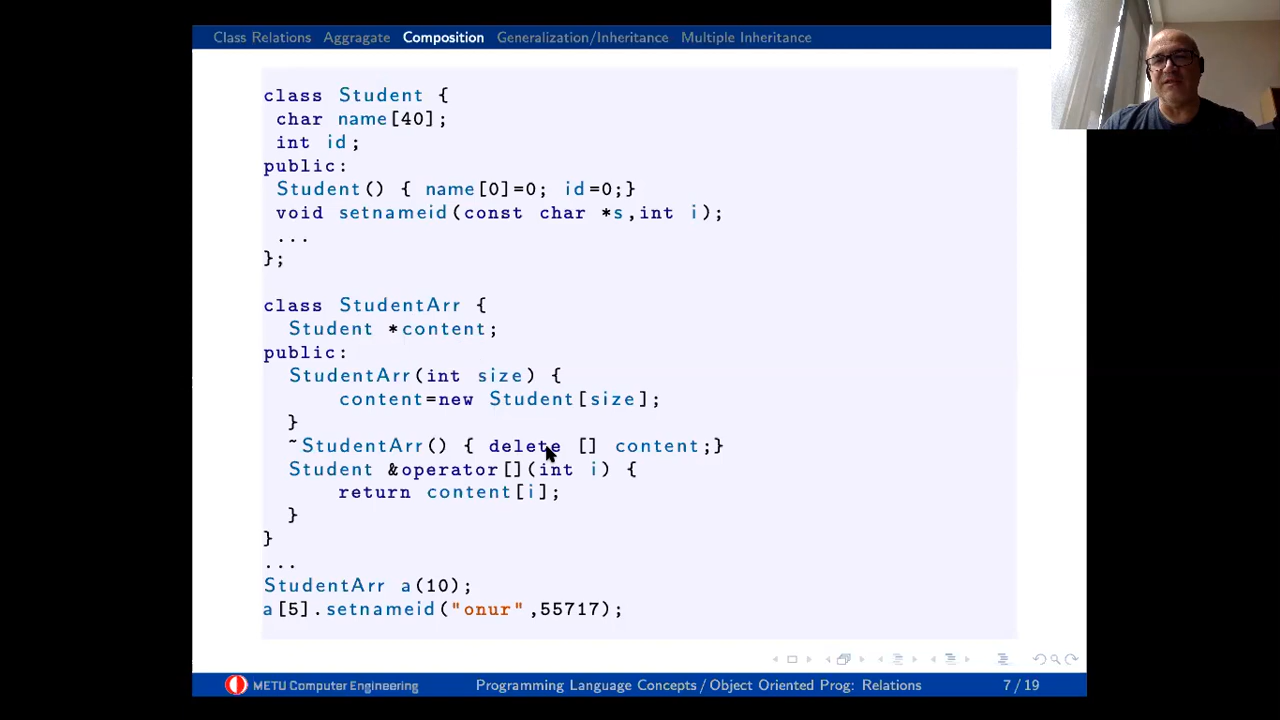 Class Relations Aggragate Composition Generalization/Inheritance Multiple Inheritance
class Student {
char name[40];
int id;
public:
Student() { name[0]=0; id=0;}
void setnameid(const char *s,int i);
...
};
class StudentArr {
Student *content;
public:
StudentArr(int size) {
content=new Student[size];
}
~StudentArr() { delete [] content;}
Student &operator[](int i) {
return content[i];
}
}
...
StudentArr a(10);
a[5].setnameid("onur",55717);
METU Computer Engineering Programming Language Concepts/Object Oriented Prog: Relations 7 / 19